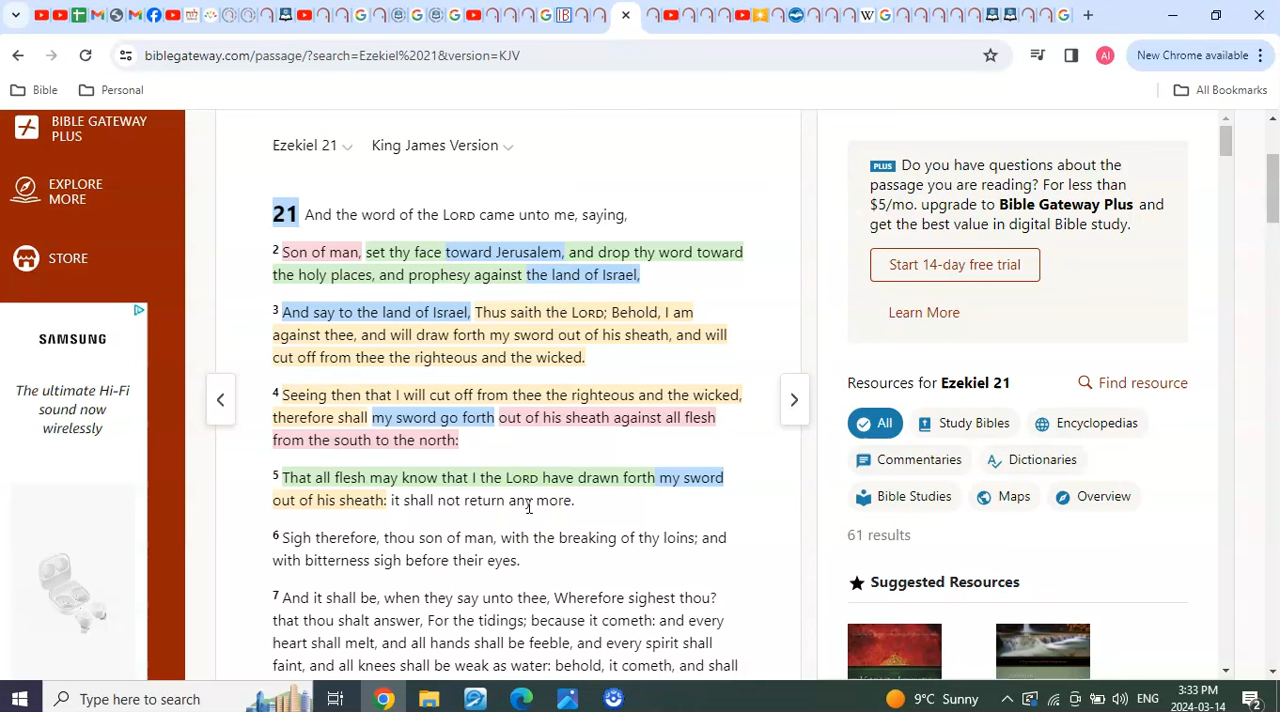 AI
New Chrome available
biblegateway.com/passage/?search=Ezekiel%2021&version=KJV
Bible
Personal
All Bookmarks
BIBLE GATEWAY
PLUS
EXPLORE
MORE
STORE
SAMSUNG
The ultimate Hi-Fi
sound now
wirelessly
Ezekiel 21
King James Version
21 And the word of the LORD came unto me, saying,
2 Son of man, set thy face toward Jerusalem, and drop thy word toward
the holy places, and prophesy against the land of Israel,
3 And say to the land of Israel, Thus saith the LORD; Behold, I am
against thee, and will draw forth my sword out of his sheath, and will
cut off from thee the righteous and the wicked.
4 Seeing then that I will cut off from thee the righteous and the wicked,
therefore shall my sword go forth out of his sheath against all flesh
from the south to the north:
5 That all flesh may know that I the LORD have drawn forth my sword
out of his sheath: it shall not return any more.
6 Sigh therefore, thou son of man, with the breaking of thy loins; and
with bitterness sigh before their eyes.
7 And it shall be, when they say unto thee, Wherefore sighest thou?
that thou shalt answer, For the tidings; because it cometh: and every
heart shall melt, and all hands shall be feeble, and every spirit shall
faint, and all knees shall be weak as water: behold, it cometh, and shall
PLUS Do you have questions about the
passage you are reading? For less than
$5/mo. upgrade to Bible Gateway Plus and
get the best value in digital Bible study.
Start 14-day free trial
Learn More
Resources for Ezekiel 21
Find resource
All
Study Bibles
Encyclopedias
Commentaries
Dictionaries
Bible Studies
Maps
Overview
61 results
Suggested Resources
Type here to search
9°C Sunny
ENG
3:33 PM
2024-03-14
2